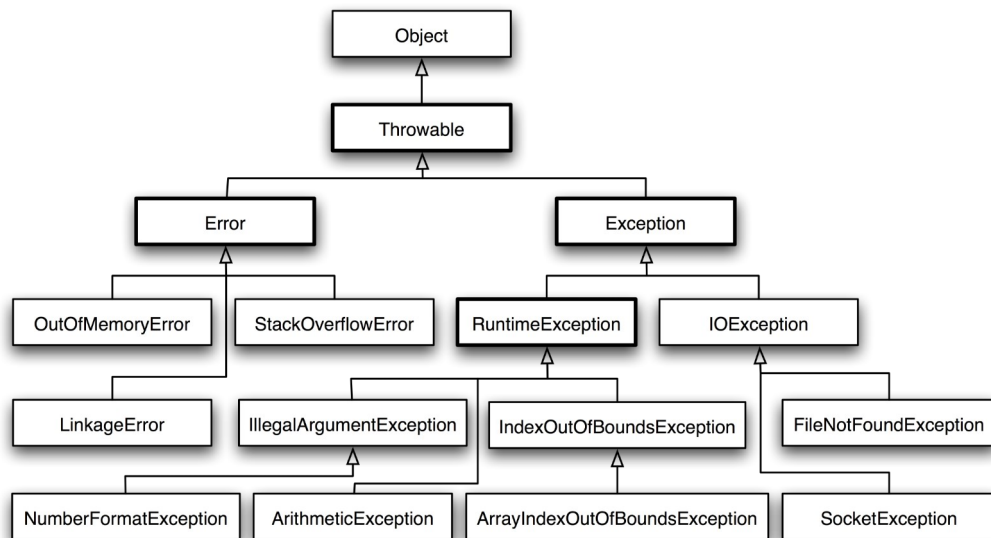 Object
Throwable
Error
Exception
OutOfMemoryError
StackOverflowError
RuntimeException
IOException
LinkageError
IllegalArgumentException
IndexOutOfBoundsException
FileNotFoundException
NumberFormatException
ArithmeticException
ArrayIndexOutOfBoundsException
SocketException